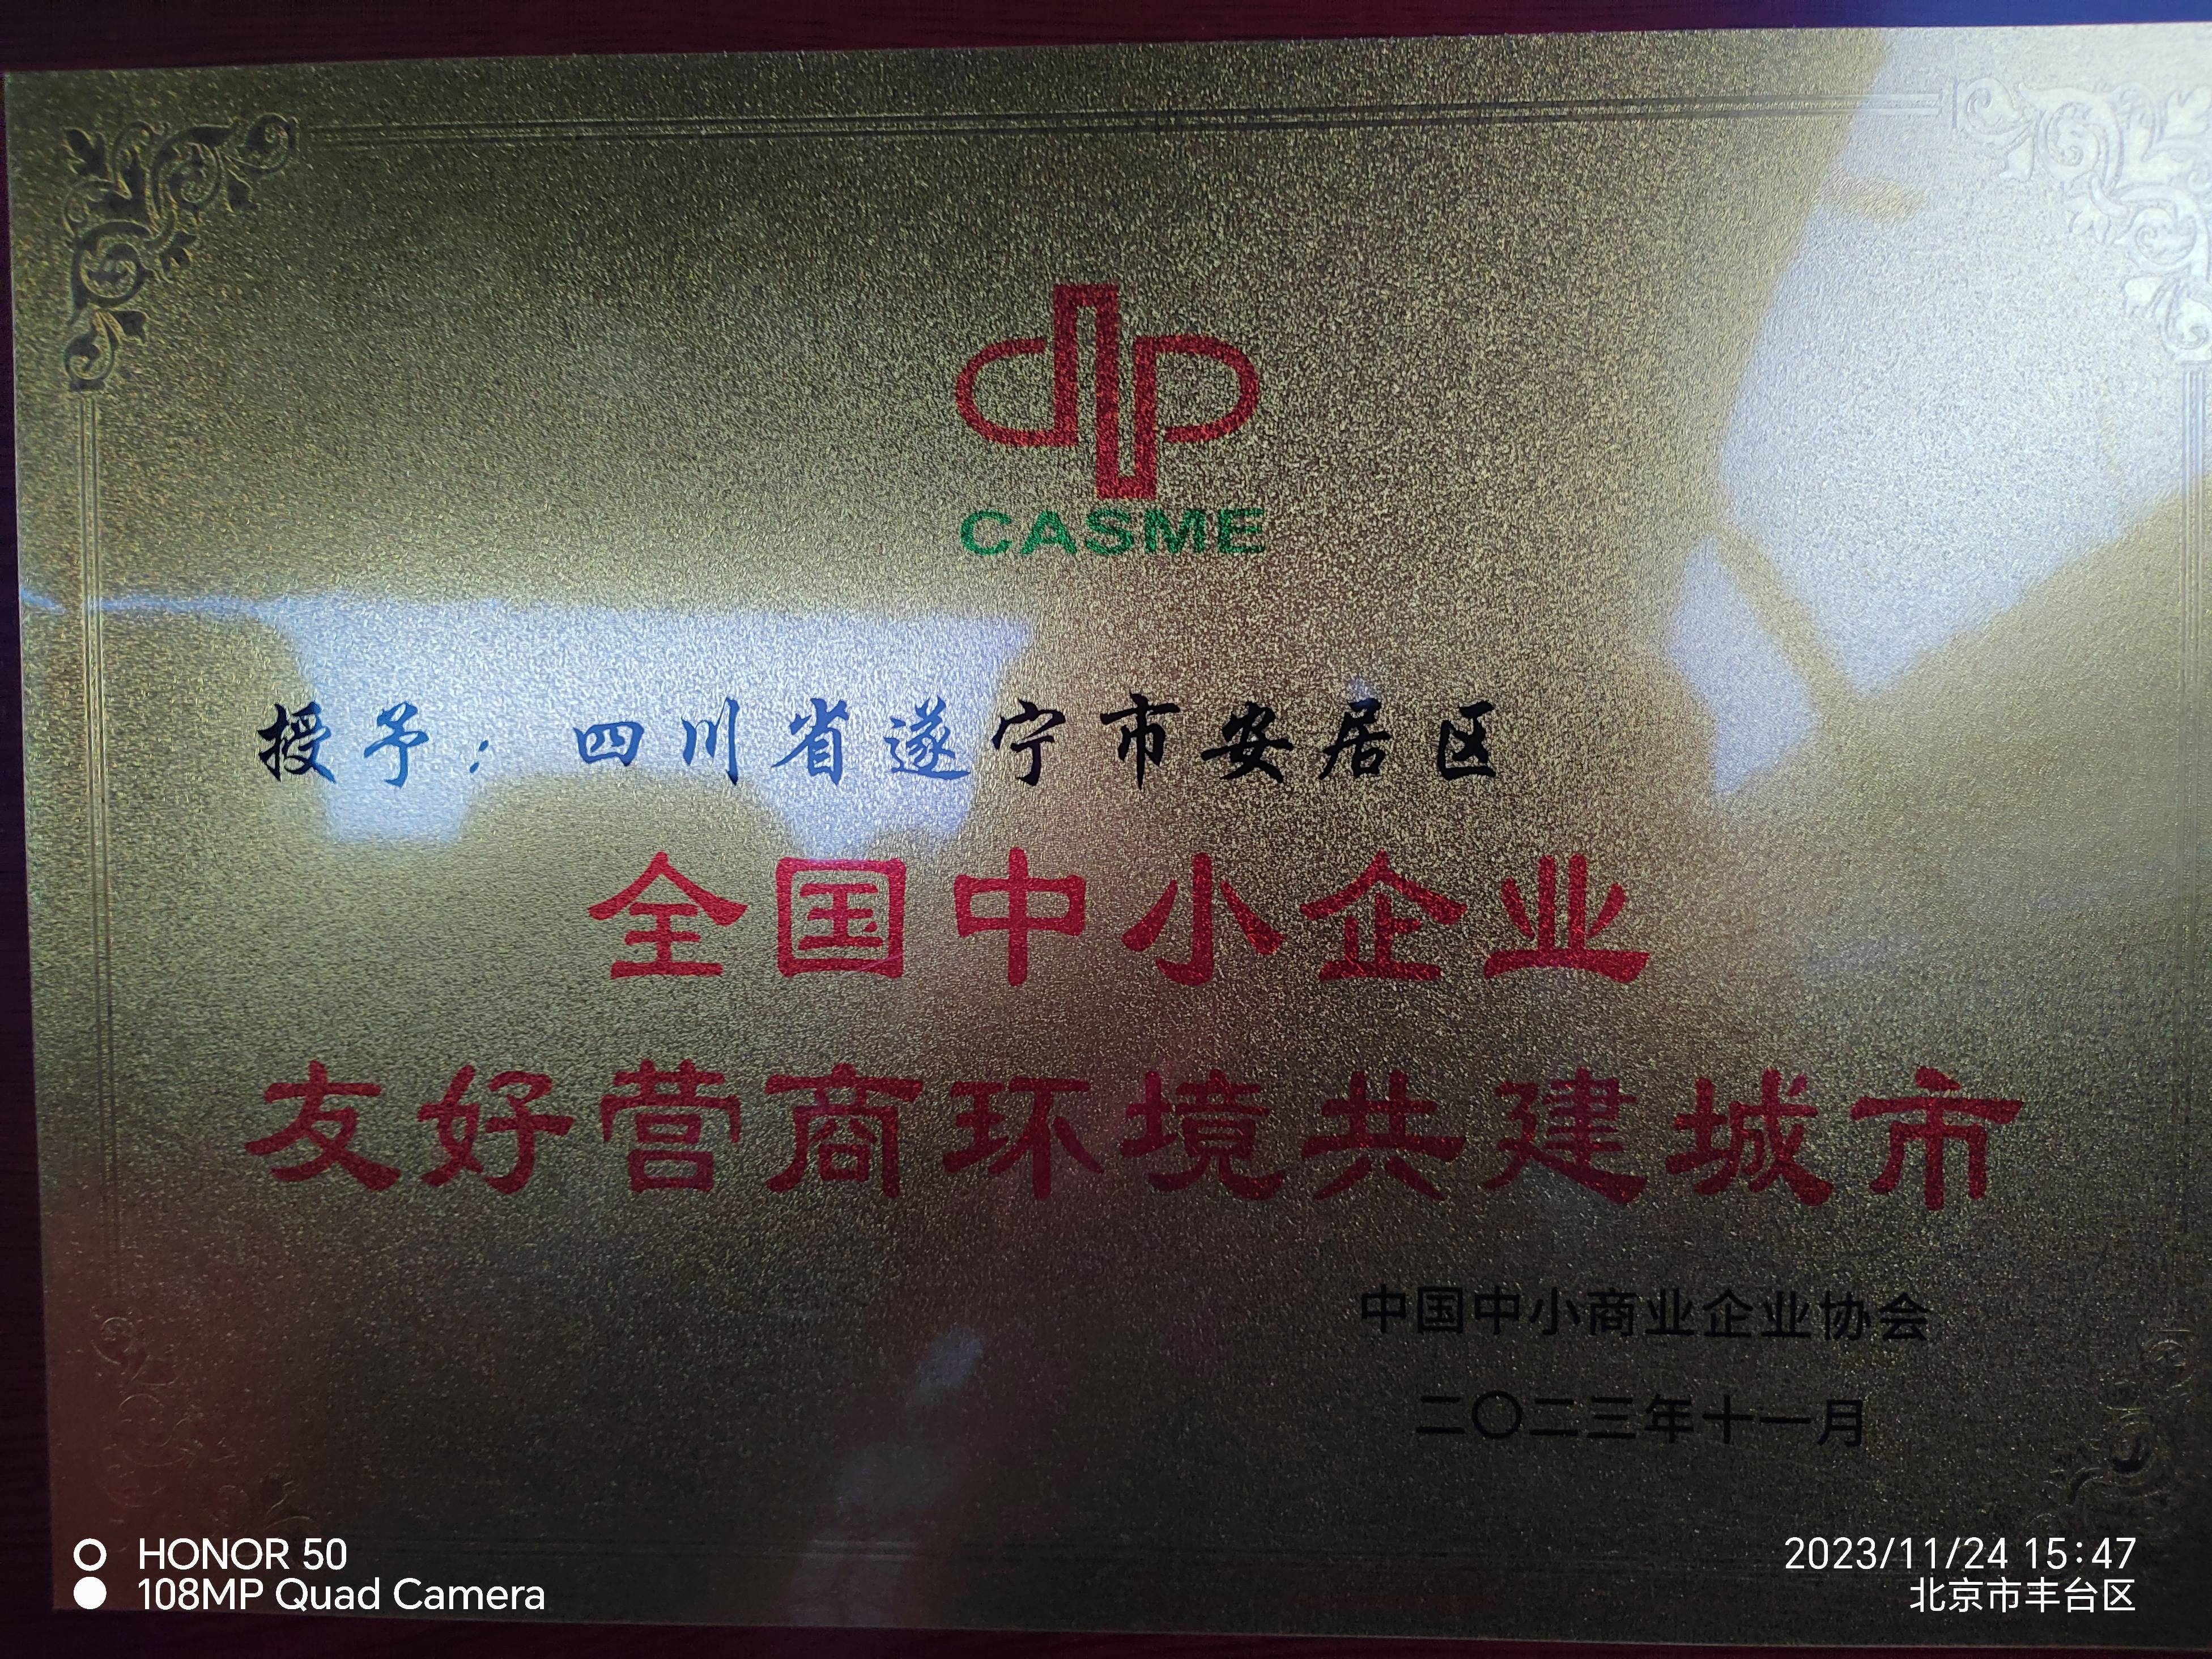 CASME
授予：四川省遂宁市安居区
全国中小企业
友好营商环境共建城市
中国中小商业企业协会
二〇二三年十一月
HONOR 50
108MP Quad Camera
2023/11/24 15:47
北京市丰台区